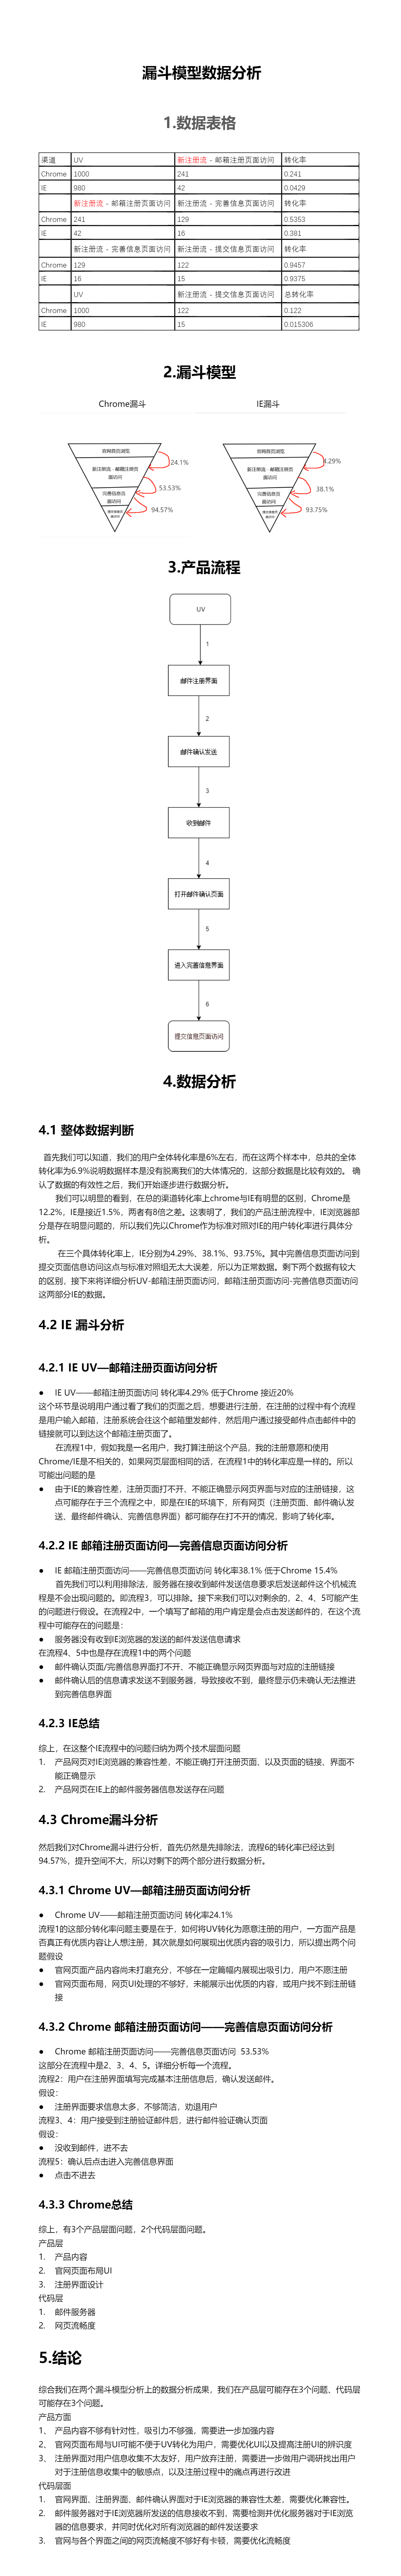 漏斗模型数据分析
1.数据表格
渠道 UV 新注册流 - 邮箱注册页面访问 转化率
Chrome 1000 241 0.241
IE 980 42 0.0429
新注册流 - 邮箱注册页面访问 新注册流 - 完善信息页面访问 转化率
Chrome 241 129 0.5353
IE 42 16 0.381
新注册流 - 完善信息页面访问 新注册流 - 提交信息页面访问 转化率
Chrome 129 122 0.9457
IE 16 15 0.9375
UV 新注册流 - 提交信息页面访问 总转化率
Chrome 1000 122 0.122
IE 980 15 0.015306
2.漏斗模型
Chrome漏斗 IE漏斗
官网首页浏览
新注册流 - 邮箱注册页
面访问
完善信息页
面访问
24.1%
53.53%
94.57%
官网首页浏览
新注册流 - 邮箱注册页
面访问
完善信息页
面访问
4.29%
38.1%
93.75%
3.产品流程
UV
1
邮件注册界面
2
邮件确认发送
3
收到邮件
4
打开邮件确认页面
5
进入完善信息界面
6
提交信息页面访问
4.数据分析
4.1 整体数据判断
首先我们可以知道，我们的用户全体转化率是6%左右，而在这两个样本中，总共的全体
转化率为6.9%说明数据样本是没有脱离我们的大体情况的，这部分数据是比较有效的。 确
认了数据的有效性之后，我们开始逐步进行数据分析。
我们可以明显的看到，在总的渠道转化率上chrome与IE有明显的区别，Chrome是
12.2%，IE是接近1.5%，两者有8倍之差。这表明了，我们的产品注册流程中，IE浏览器部
分是存在明显问题的，所以我们先以Chrome作为标准对照对IE的用户转化率进行具体分
析。
在三个具体转化率上，IE分别为4.29%、38.1%、93.75%。其中完善信息页面访问到
提交页面信息访问这点与标准对照组无太大误差，所以为正常数据。剩下两个数据有较大
的区别，接下来将详细分析UV-邮箱注册页面访问，邮箱注册页面访问-完善信息页面访问
这两部分IE的数据。
4.2 IE 漏斗分析
4.2.1 IE UV—邮箱注册页面访问分析
● IE UV——邮箱注册页面访问 转化率4.29% 低于Chrome 接近20%
这个环节是说明用户通过看了我们的页面之后，想要进行注册，在注册的过程中有个流程
是用户输入邮箱，注册系统会往这个邮箱里发邮件，然后用户通过接受邮件点击邮件中的
链接就可以到达这个邮箱注册页面了。
在流程1中，假如我是一名用户，我打算注册这个产品，我的注册意愿和使用
Chrome/IE是不相关的，如果网页层面相同的话，在流程1中的转化率应是一样的。所以
可能出问题的是
● 由于IE的兼容性差，注册页面打不开、不能正确显示网页界面与对应的注册链接，这
点可能存在于三个流程之中，即是在IE的环境下，所有网页（注册页面、邮件确认发
送、最终邮件确认、完善信息界面）都可能存在打不开的情况，影响了转化率。
4.2.2 IE 邮箱注册页面访问—完善信息页面访问分析
● IE 邮箱注册页面访问——完善信息页面访问 转化率38.1% 低于Chrome 15.4%
首先我们可以利用排除法，服务器在接收到邮件发送信息要求后发送邮件这个机械流
程是不会出现问题的。即流程3，可以排除。接下来我们可以对剩余的，2、4、5可能产生
的问题进行假设。在流程2中，一个填写了邮箱的用户肯定是会点击发送邮件的，在这个流
程中可能存在的问题是：
● 服务器没有收到IE浏览器的发送的邮件发送信息请求
在流程4、5中也是存在流程1中的两个问题
● 邮件确认页面/完善信息界面打不开、不能正确显示网页界面与对应的注册链接
● 邮件确认后的信息请求发送不到服务器，导致接收不到，最终显示仍未确认无法推进
到完善信息界面
4.2.3 IE总结
综上，在这整个IE流程中的问题归纳为两个技术层面问题
1. 产品网页对IE浏览器的兼容性差，不能正确打开注册页面、以及页面的链接、界面不
能正确显示
2. 产品网页在IE上的邮件服务器信息发送存在问题
4.3 Chrome漏斗分析
然后我们对Chrome漏斗进行分析，首先仍然是先排除法，流程6的转化率已经达到
94.57%，提升空间不大，所以对剩下的两个部分进行数据分析。
4.3.1 Chrome UV—邮箱注册页面访问分析
● Chrome UV——邮箱注册页面访问 转化率24.1%
流程1的这部分转化率问题主要是在于，如何将UV转化为愿意注册的用户，一方面产品是
否真正有优质内容让人想注册，其次就是如何展现出优质内容的吸引力，所以提出两个问
题假设
● 官网页面产品内容尚未打磨充分，不够在一定篇幅内展现出吸引力，用户不愿注册
● 官网页面布局，网页UI处理的不够好，未能展示出优质的内容，或用户找不到注册链
接
4.3.2 Chrome 邮箱注册页面访问——完善信息页面访问分析
● Chrome 邮箱注册页面访问——完善信息页面访问 53.53%
这部分在流程中是2、3、4、5。详细分析每一个流程。
流程2：用户在注册界面填写完成基本注册信息后，确认发送邮件。
假设：
● 注册界面要求信息太多，不够简洁，劝退用户
流程3、4：用户接受到注册验证邮件后，进行邮件验证确认页面
假设：
● 没收到邮件，进不去
流程5：确认后点击进入完善信息界面
● 点击不进去
4.3.3 Chrome总结
综上，有3个产品层面问题，2个代码层面问题。
产品层
1. 产品内容
2. 官网页面布局UI
3. 注册界面设计
代码层
1. 邮件服务器
2. 网页流畅度
5.结论
综合我们在两个漏斗模型分析上的数据分析成果，我们在产品层可能存在3个问题、代码层
可能存在3个问题。
产品方面
1、 产品内容不够有针对性，吸引力不够强，需要进一步加强内容
2、 官网页面布局与UI可能不便于UV转化为用户，需要优化UI以及提高注册UI的辨识度
3、 注册界面对用户信息收集不太友好，用户放弃注册，需要进一步做用户调研找出用户
对于注册信息收集中的敏感点，以及注册过程中的痛点再进行改进
代码层面
1. 官网界面、注册界面、邮件确认界面对于IE浏览器的兼容性太差，需要优化兼容性。
2. 邮件服务器对于IE浏览器所发送的信息接收不到，需要检测并优化服务器对于IE浏览
器的信息要求，并同时优化对所有浏览器的邮件发送要求
3. 官网与各个界面之间的网页流畅度不够好有卡顿，需要优化流畅度